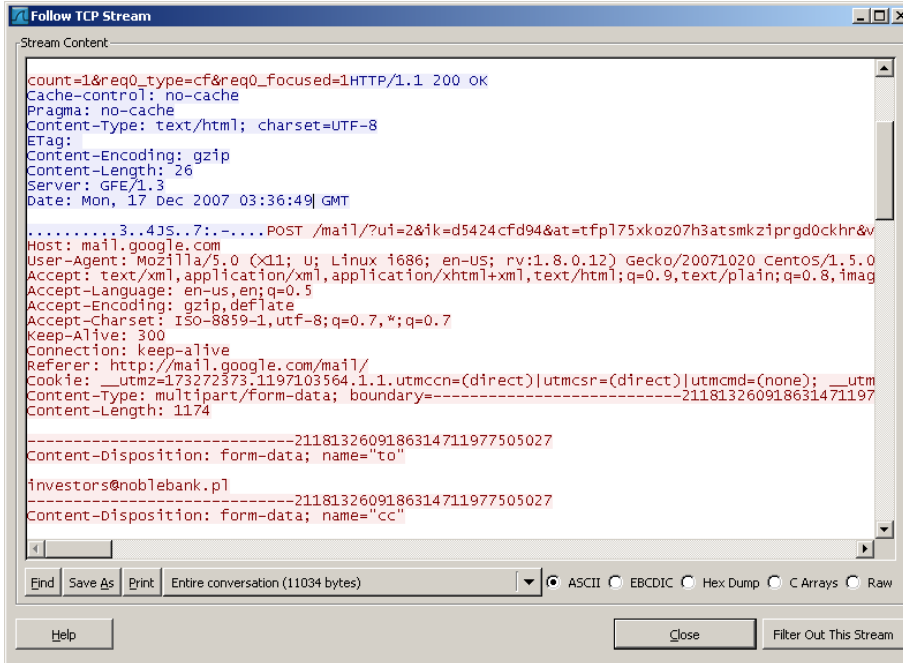 Follow TCP Stream
Stream Content
count=1&req0_type=cf&req0_focused=1HTTP/1.1 200 OK
Cache-control: no-cache
Pragma: no-cache
Content-Type: text/html; charset=UTF-8
ETag:
Content-Encoding: gzip
Content-Length: 26
Server: GFE/1.3
Date: Mon, 17 Dec 2007 03:36:49 GMT
..........3..4JS..7:.-....POST /mail/?ui=2&ik=d5424cfd94&at=tfpl75xkoz07h3atsmkziprgd0ckhr&v
Host: mail.google.com
User-Agent: Mozilla/5.0 (X11; U; Linux i686; en-US; rv:1.8.0.12) Gecko/20071020 CentOS/1.5.0
Accept: text/xml,application/xml,application/xhtml+xml,text/html;q=0.9,text/plain;q=0.8,imag
Accept-Language: en-us,en;q=0.5
Accept-Encoding: gzip,deflate
Accept-Charset: ISO-8859-1,utf-8;q=0.7,*;q=0.7
Keep-Alive: 300
Connection: keep-alive
Referer: http://mail.google.com/mail/
Cookie: __utmz=173272373.1197103564.1.1.utmccn=(direct)|utmcsr=(direct)|utmcmd=(none); __utm
Content-Type: multipart/form-data; boundary=---------------------------21181326091863147 11977
Content-Length: 1174
-----------------------------2118132609186314711977505027
Content-Disposition: form-data; name="to"
investors@noblebank.pl
-----------------------------2118132609186314711977505027
Content-Disposition: form-data; name="cc"
Find Save As Print Entire conversation (11034 bytes) ASCII EBCDIC Hex Dump C Arrays Raw
Help Close Filter Out This Stream